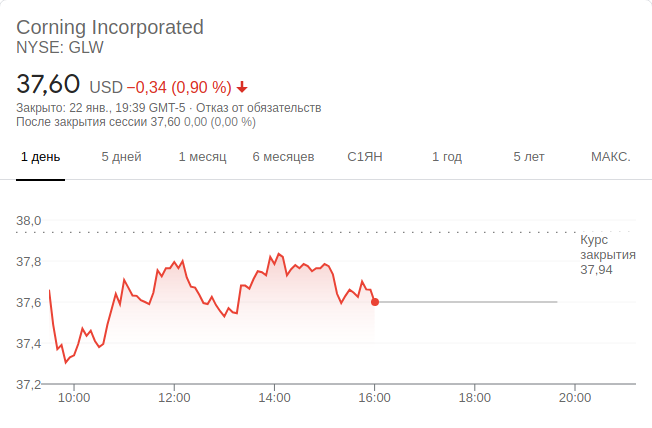 Corning Incorporated
NYSE: GLW
37,60 USD −0,34 (0,90 %)
Закрыто: 22 янв., 19:39 GMT-5 · Отказ от обязательств
После закрытия сессии 37,60 0,00 (0,00 %)
1 день 5 дней 1 месяц 6 месяцев С1ЯН 1 год 5 лет МАКС.
38,0
Курс
закрытия
37,94
37,8
37,6
37,4
37,2
10:00 12:00 14:00 16:00 18:00 20:00